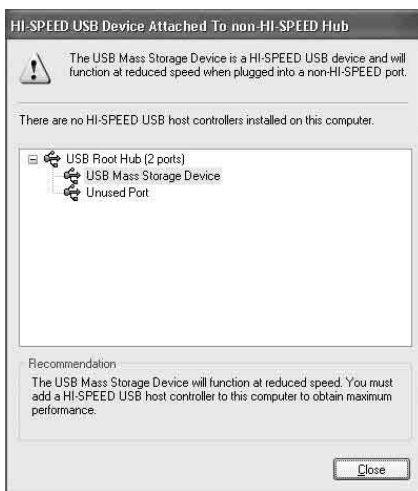 HI-SPEED USB Device Attached To non-HI-SPEED Hub
The USB Mass Storage Device is a HI-SPEED USB device and will
function at reduced speed when plugged into a non-HI-SPEED port.
There are no HI-SPEED USB host controllers installed on this computer.
USB Root Hub (2 ports)
USB Mass Storage Device
Unused Port
Recommendation
The USB Mass Storage Device will function at reduced speed. You must
add a HI-SPEED USB host controller to this computer to obtain maximum
performance.
Close